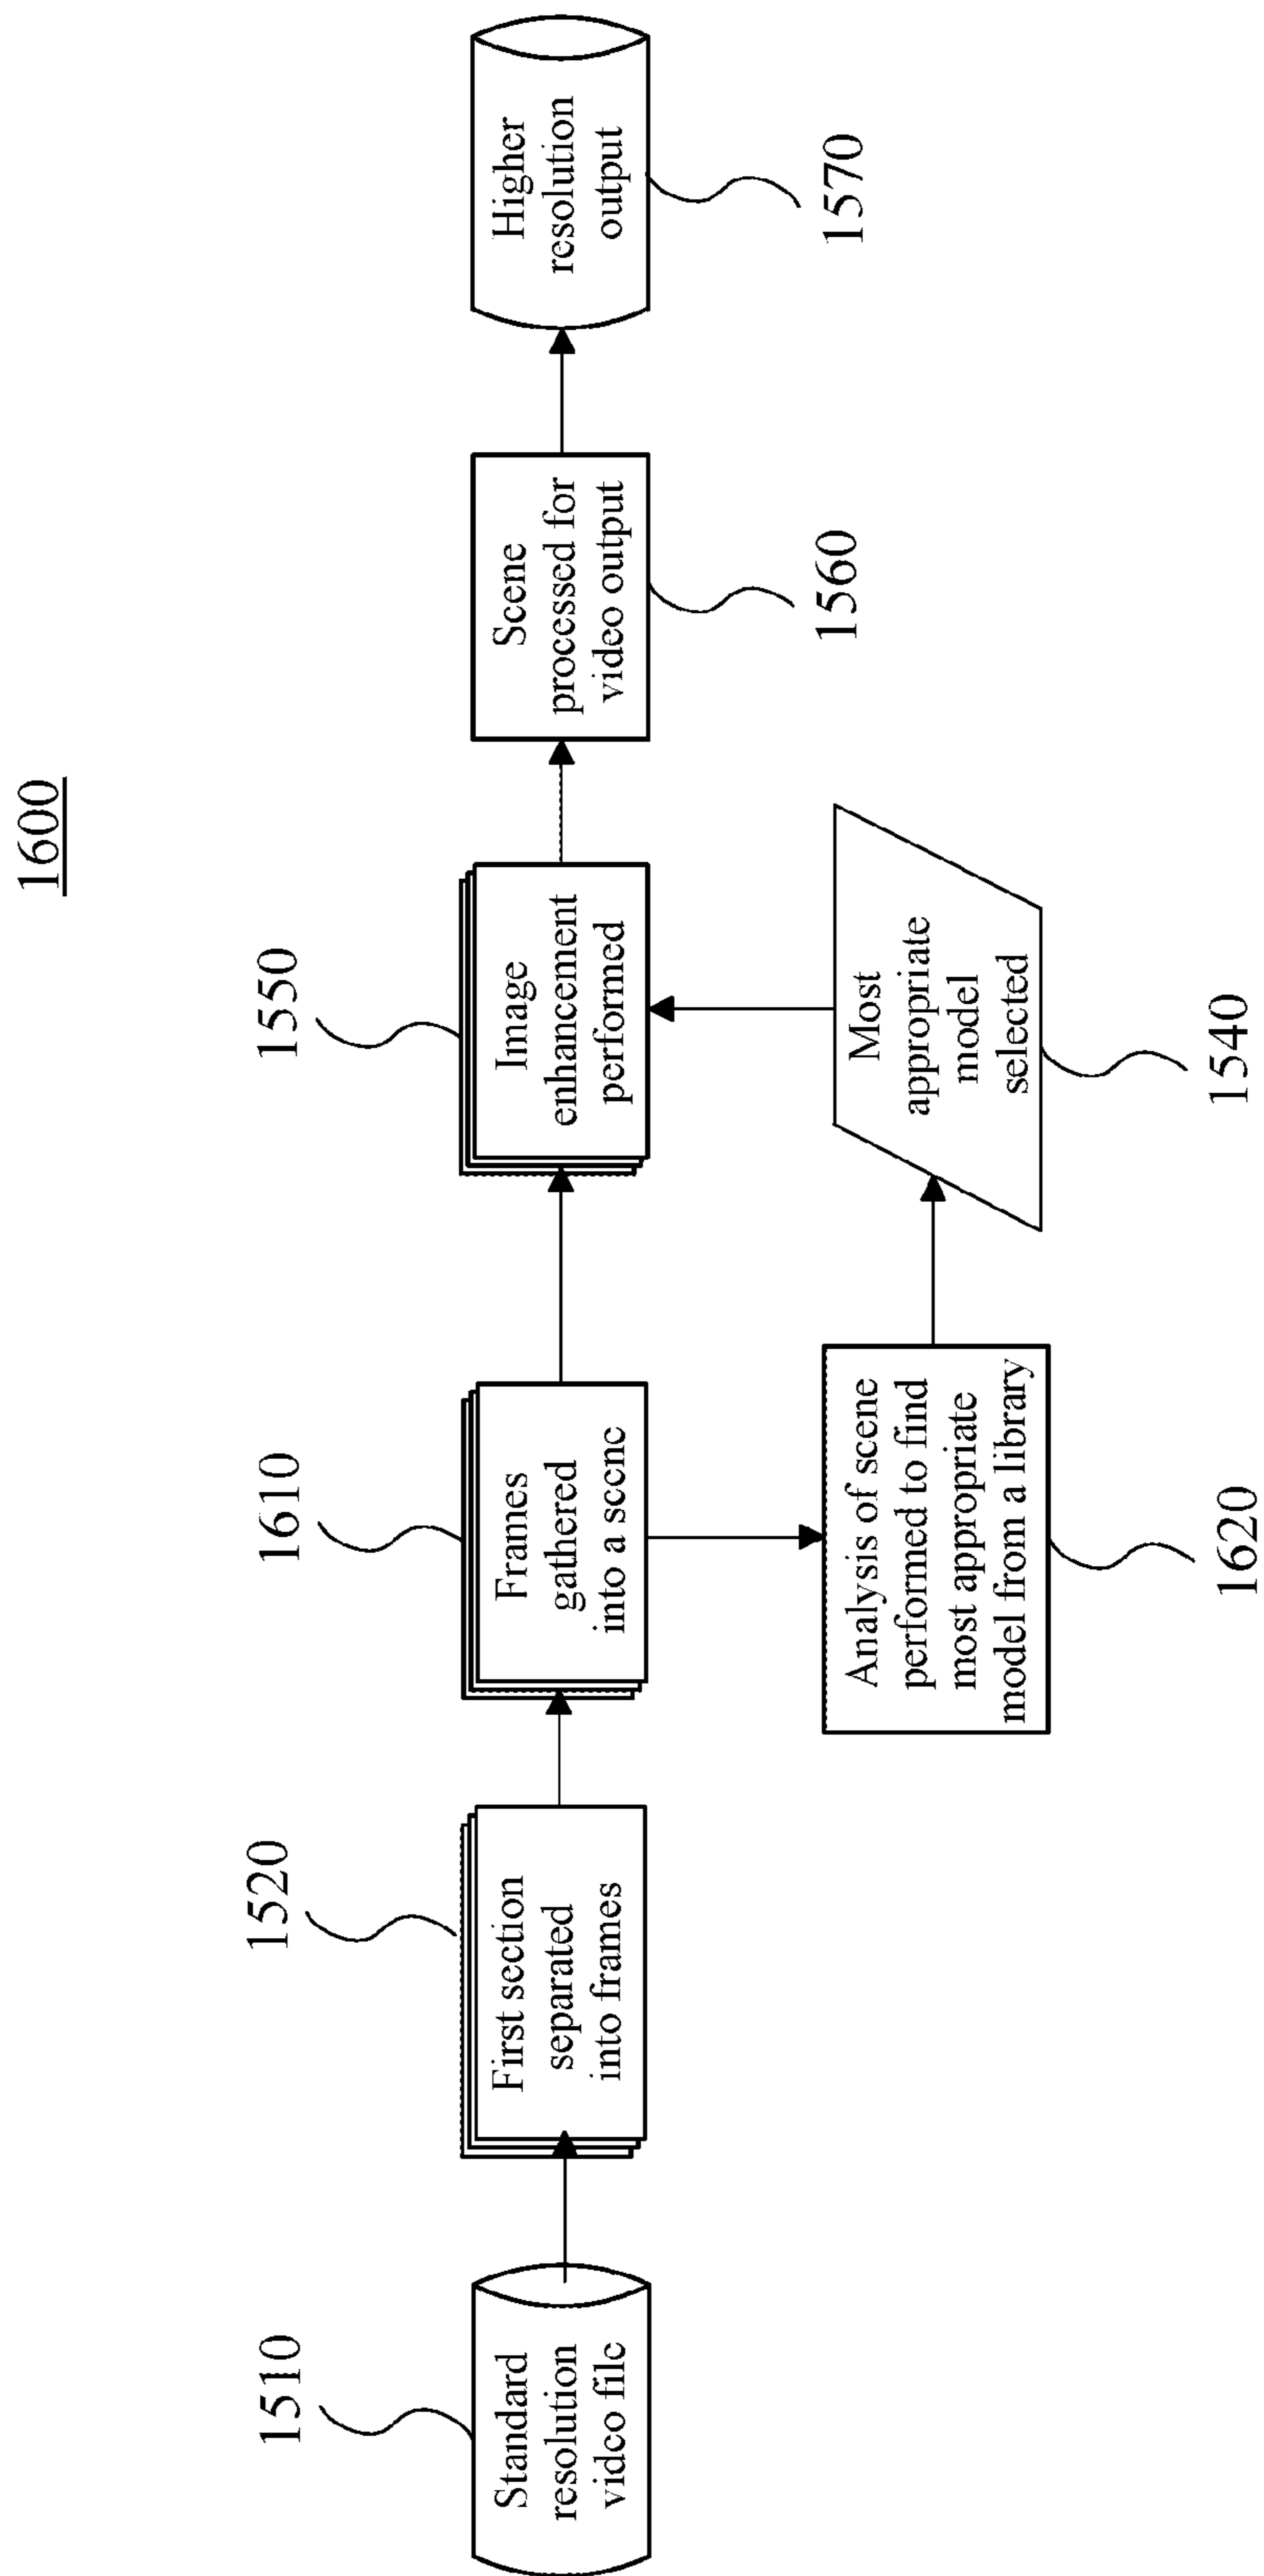 1600
1510
Standard
resolution
video file
1520
First section
separated
into frames
1610
Frames
gathered
into a scene
1620
Analysis of scene
performed to find
most appropriate
model from a library
1540
Most
appropriate
model
selected
1550
Image
enhancement
performed
1560
Scene
processed for
video output
1570
Higher
resolution
output